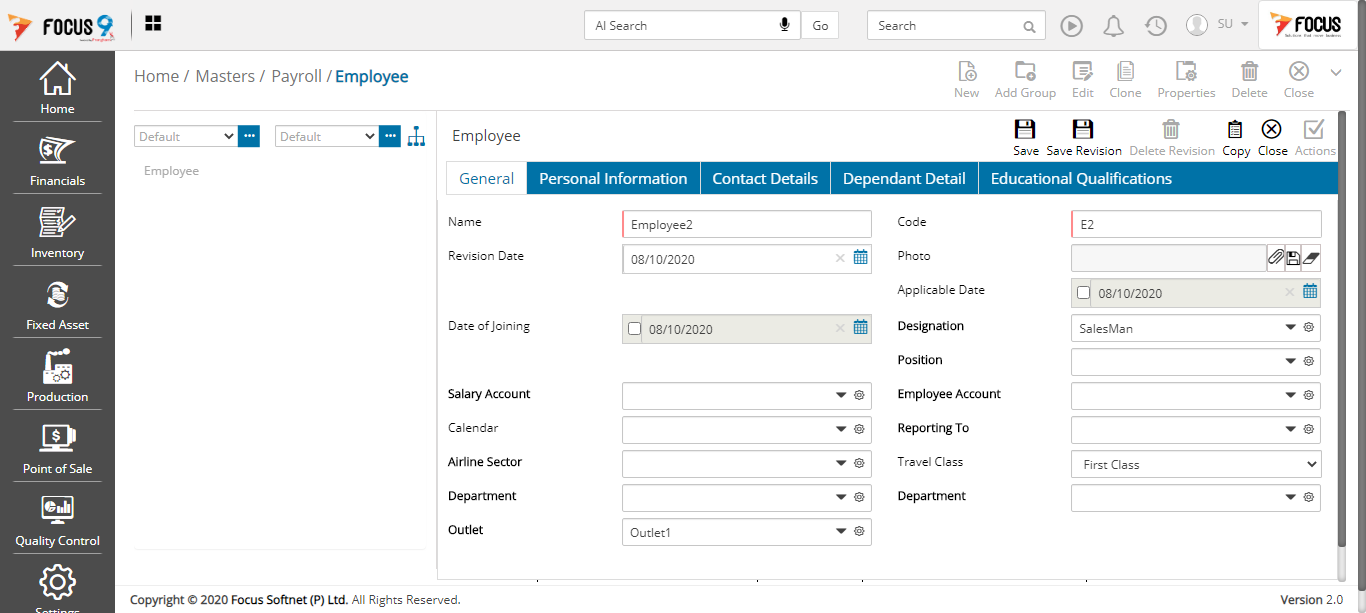 FOCUS 9
AI Search
Go
Search
SU
FOCUS
Home
Financials
Inventory
Fixed Asset
Production
Point of Sale
Quality Control
Settings
Home / Masters / Payroll / Employee
New
Add Group
Edit
Clone
Properties
Delete
Close
Default
Default
Employee
Employee
Save
Save Revision
Delete Revision
Copy
Close
Actions
General
Personal Information
Contact Details
Dependant Detail
Educational Qualifications
Name
Employee2
Code
E2
Revision Date
08/10/2020
Photo
Applicable Date
08/10/2020
Date of Joining
08/10/2020
Designation
SalesMan
Position
Salary Account
Employee Account
Calendar
Reporting To
Airline Sector
Travel Class
First Class
Department
Department
Outlet
Outlet1
Copyright © 2020 Focus Softnet (P) Ltd. All Rights Reserved.
Version 2.0